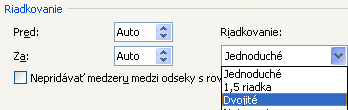 Riadkovanie
Pred: Auto Riadkovanie:
Za: Auto Jednoduché
Nepridávať medzeru medzi odseky s
Jednoduché
1,5 riadka
Dvojité